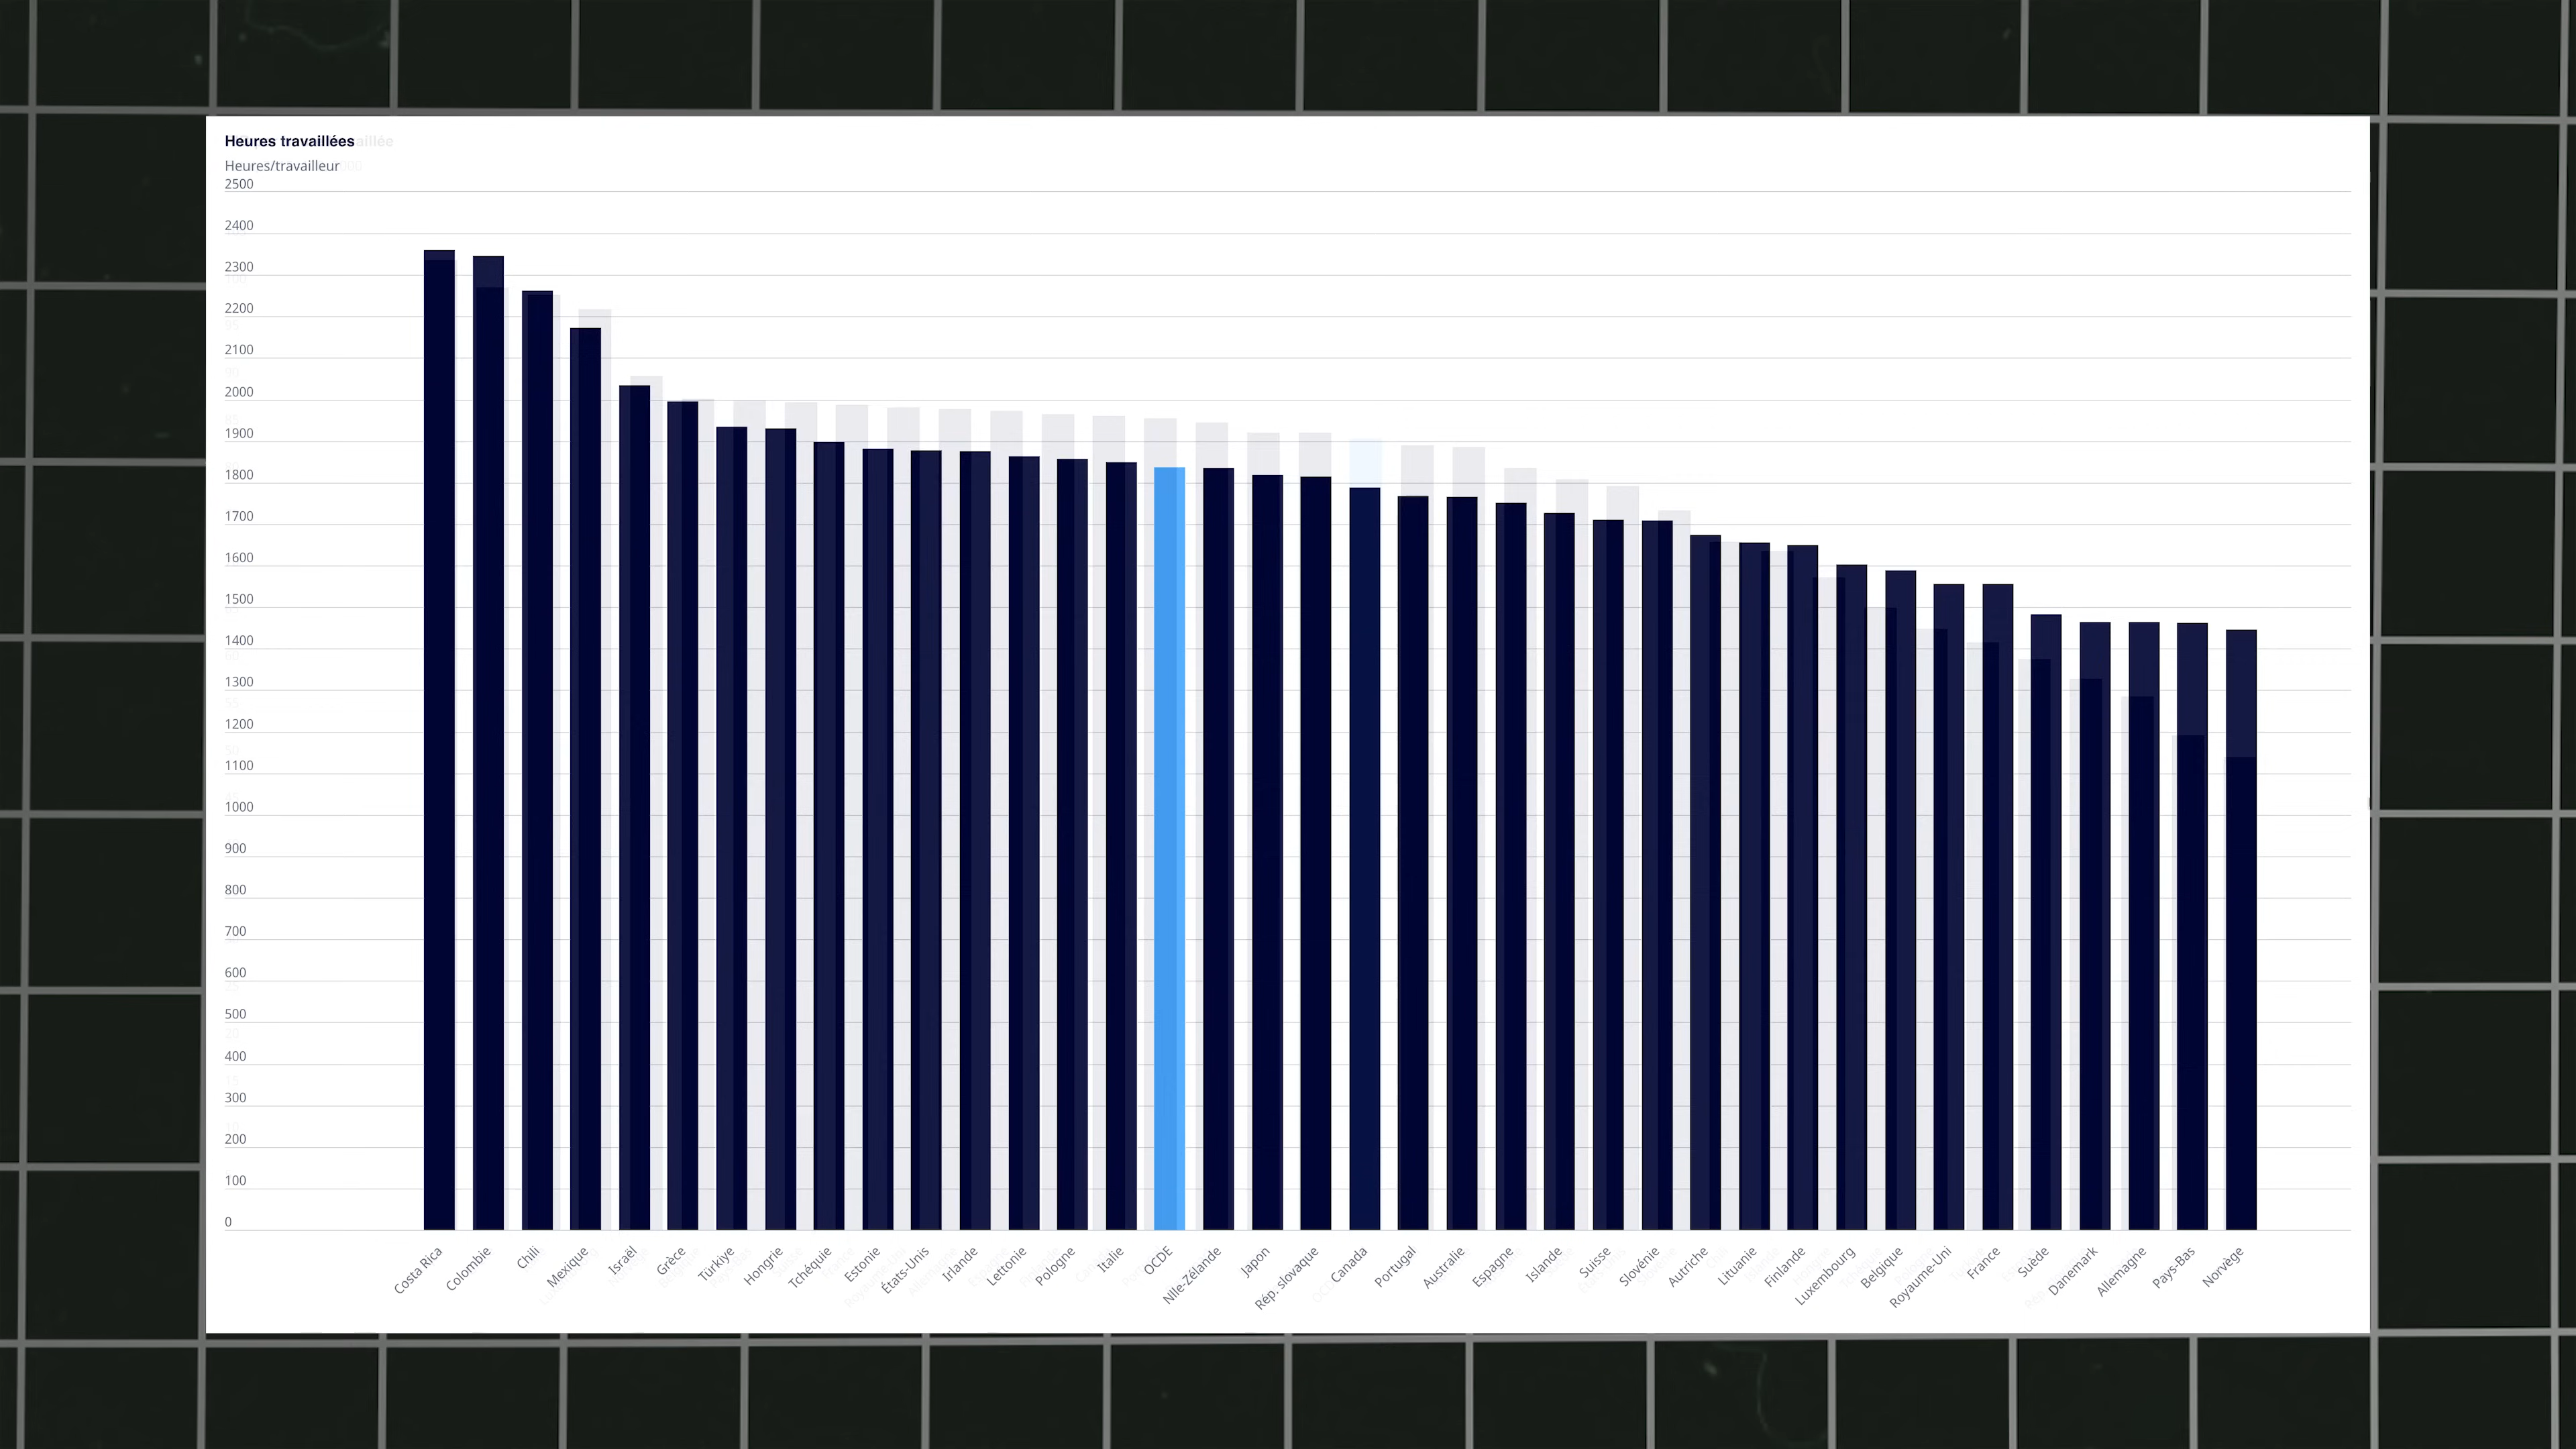 Heures travaillées
Heures/travailleur
2500
2400
2300
2200
2100
2000
1900
1800
1700
1600
1500
1400
1300
1200
1100
1000
900
800
700
600
500
400
300
200
100
0
Costa Rica
Colombie
Chili
Mexique
Israël
Grèce
Türkiye
Hongrie
Tchéquie
Estonie
États-Unis
Irlande
Lettonie
Pologne
Italie
OCDE
Nlle-Zélande
Japon
Rép. slovaque
Canada
Portugal
Australie
Espagne
Islande
Suisse
Slovénie
Autriche
Lituanie
Finlande
Luxembourg
Belgique
Royaume-Uni
France
Suède
Danemark
Allemagne
Pays-Bas
Norvège